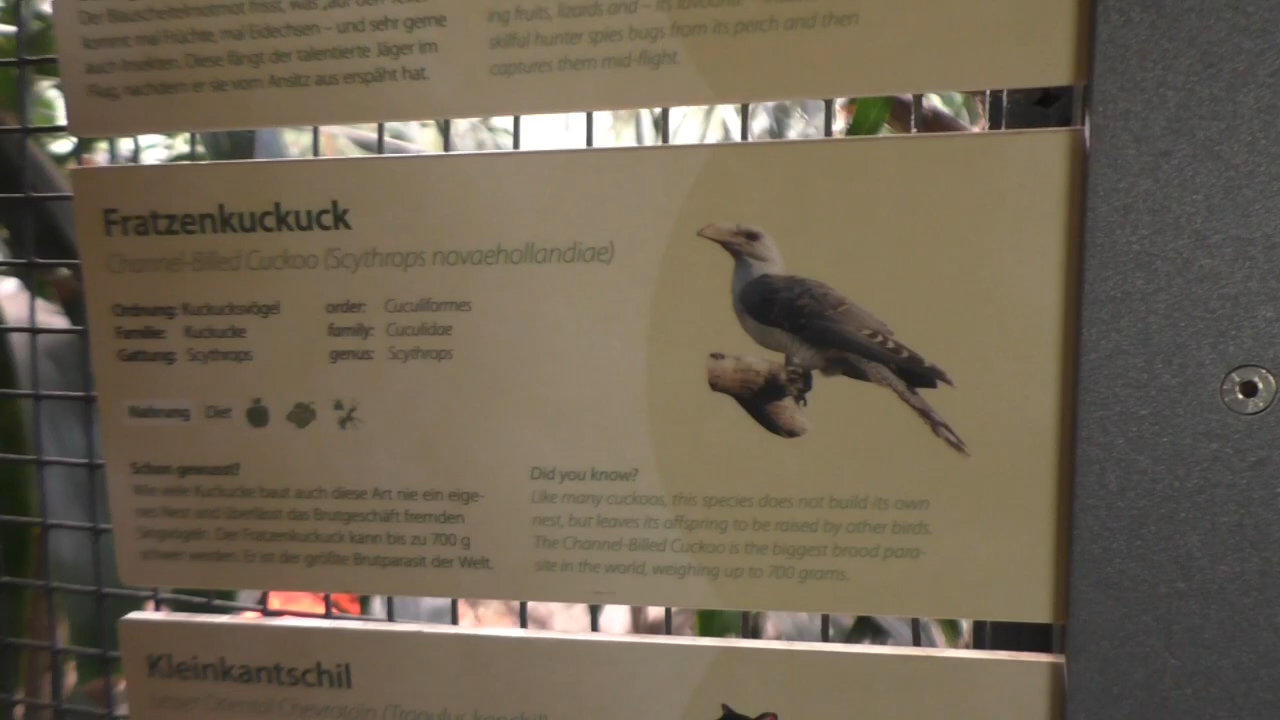 Der Blauscheitelmotmot frisst, was
kommt: mal Früchte, mal Eidechsen – und sehr gerne
auch Insekten. Diese fängt der talentierte Jäger im
Flug, nachdem er sie vom Ansitz aus erspäht hat.
ing fruits, lizards and – its
skilful hunter spies bugs from its perch and then
captures them mid-flight.
Fratzenkuckuck
Channel-Billed Cuckoo (Scythrops novaehollandiae)
Ordnung: Kuckucksvögel order: Cuculiformes
Familie: Kuckucke family: Cuculidae
Gattung: Scythrops genus: Scythrops
Nahrung Diet
Schon gewusst?
Wie viele Kuckucke baut auch diese Art nie ein eige-
nes Nest und überlässt das Brutgeschäft fremden
Singvögeln. Der Fratzenkuckuck kann bis zu 700 g
schwer werden. Er ist der größte Brutparasit der Welt.
Did you know?
Like many cuckoos, this species does not build its own
nest, but leaves its offspring to be raised by other birds.
The Channel-Billed Cuckoo is the biggest brood para-
site in the world, weighing up to 700 grams.
Kleinkantschil
Lesser Oriental Chevrotain (Tragulus kanchil)